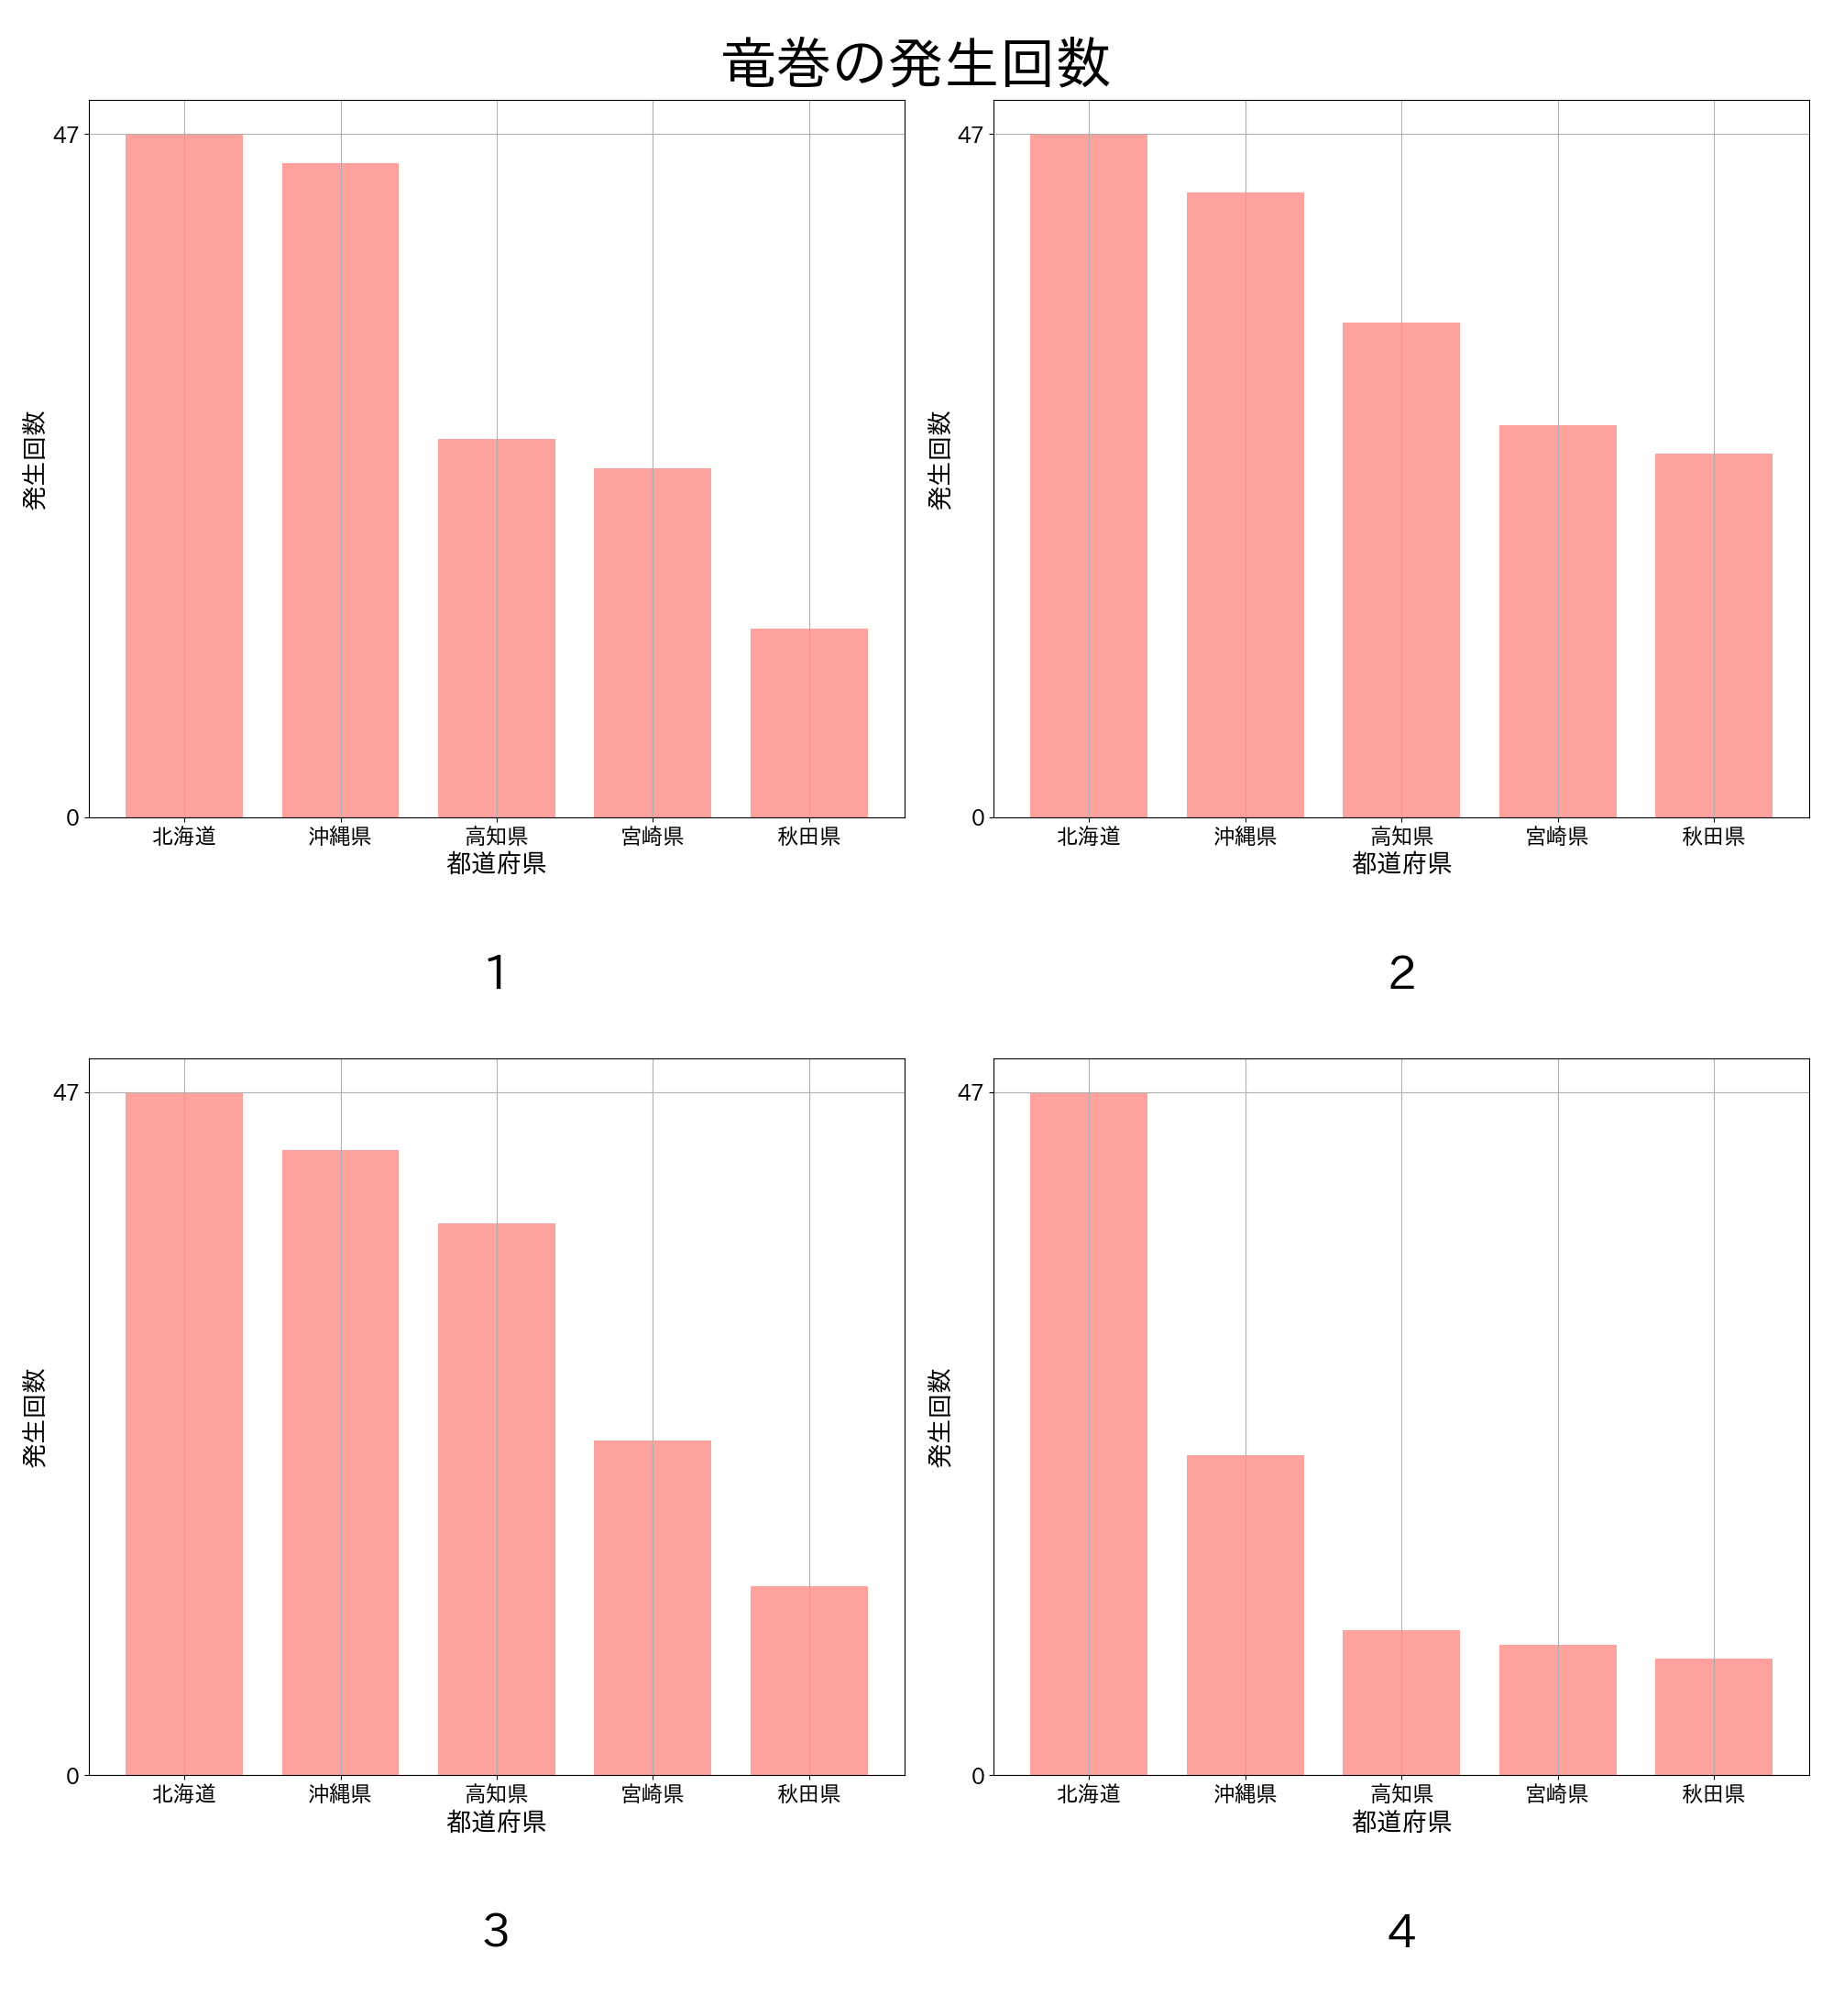 竜巻の発生回数
47
0
発生回数
北海道 沖縄県 高知県 宮崎県 秋田県
都道府県
1
47
0
発生回数
北海道 沖縄県 高知県 宮崎県 秋田県
都道府県
2
47
0
発生回数
北海道 沖縄県 高知県 宮崎県 秋田県
都道府県
3
47
0
発生回数
北海道 沖縄県 高知県 宮崎県 秋田県
都道府県
4